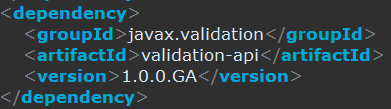 <dependency>
<groupId>javax.validation</groupId>
<artifactId>validation-api</artifactId>
<version>1.0.0.GA</version>
</dependency>